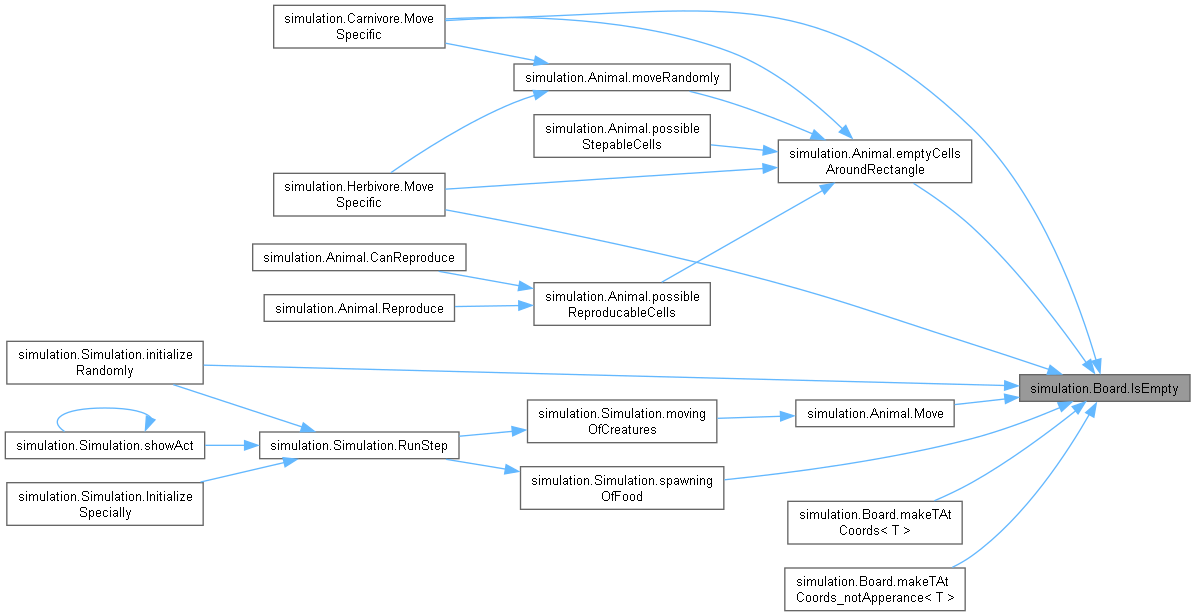 simulation.Carnivore.Move
Specific
simulation.Animal.moveRandomly
simulation.Animal.possible
StepableCells
simulation.Animal.emptyCells
AroundRectangle
simulation.Herbivore.Move
Specific
simulation.Animal.CanReproduce
simulation.Animal.Reproduce
simulation.Animal.possible
ReproducableCells
simulation.Simulation.initialize
Randomly
simulation.Board.IsEmpty
simulation.Simulation.moving
OfCreatures
simulation.Animal.Move
simulation.Simulation.showAct
simulation.Simulation.RunStep
simulation.Simulation.spawning
OfFood
simulation.Simulation.Initialize
Specially
simulation.Board.makeTAt
Coords< T >
simulation.Board.makeTAt
Coords_notApperance< T >